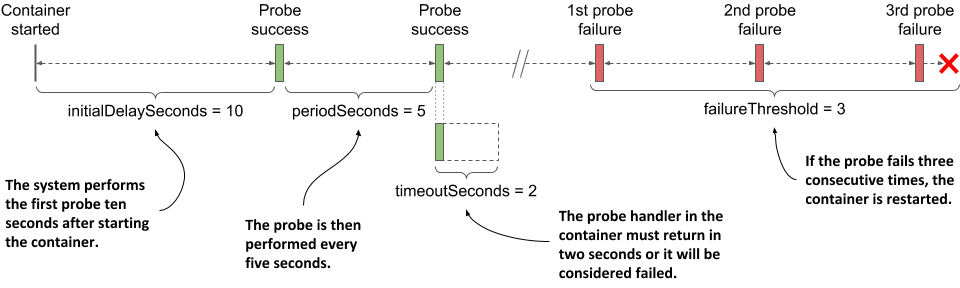 Container
started
Probe
success
Probe
success
1st probe
failure
2nd probe
failure
3rd probe
failure
initialDelaySeconds = 10
periodSeconds = 5
failureThreshold = 3
timeoutSeconds = 2
The system performs
the first probe ten
seconds after starting
the container.
The probe is then
performed every
five seconds.
The probe handler in the
container must return in
two seconds or it will be
considered failed.
If the probe fails three
consecutive times, the
container is restarted.